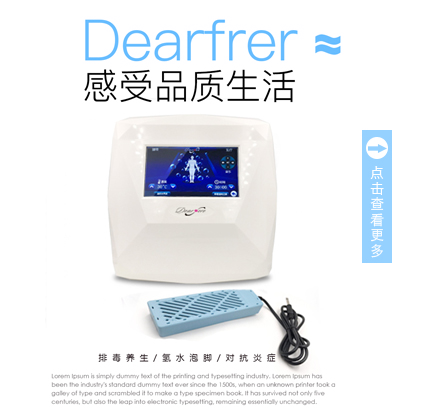 Dearfrer ≈
感受品质生活
点击查看更多
排毒养生/氢水泡脚/对抗炎症
Lorem Ipsum is simply dummy text of the printing and typesetting industry. Lorem Ipsum has
been the industry's standard dummy text ever since the 1500s, when an unknown printer took a
galley of type and scrambled it to make a type specimen book. It has survived not only five
centuries, but also the leap into electronic typesetting, remaining essentially unchanged.